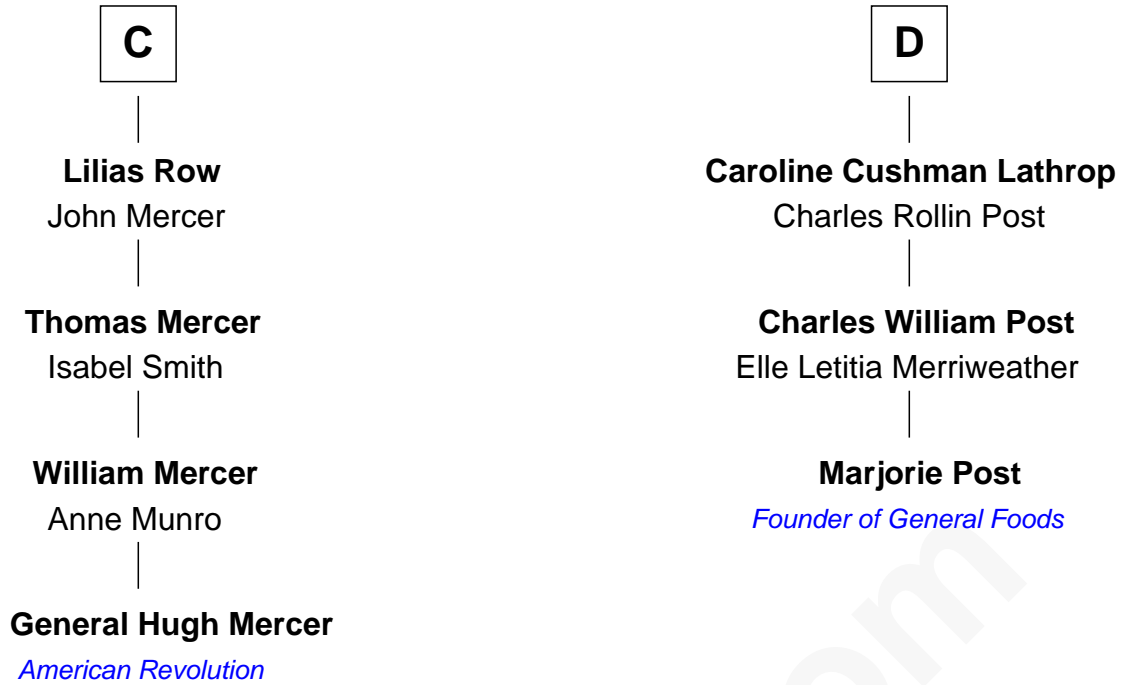 C
Lilias Row
John Mercer
Thomas Mercer
Isabel Smith
William Mercer
Anne Munro
General Hugh Mercer
American Revolution
D
Caroline Cushman Lathrop
Charles Rollin Post
Charles William Post
Elle Letitia Merriweather
Marjorie Post
Founder of General Foods
om